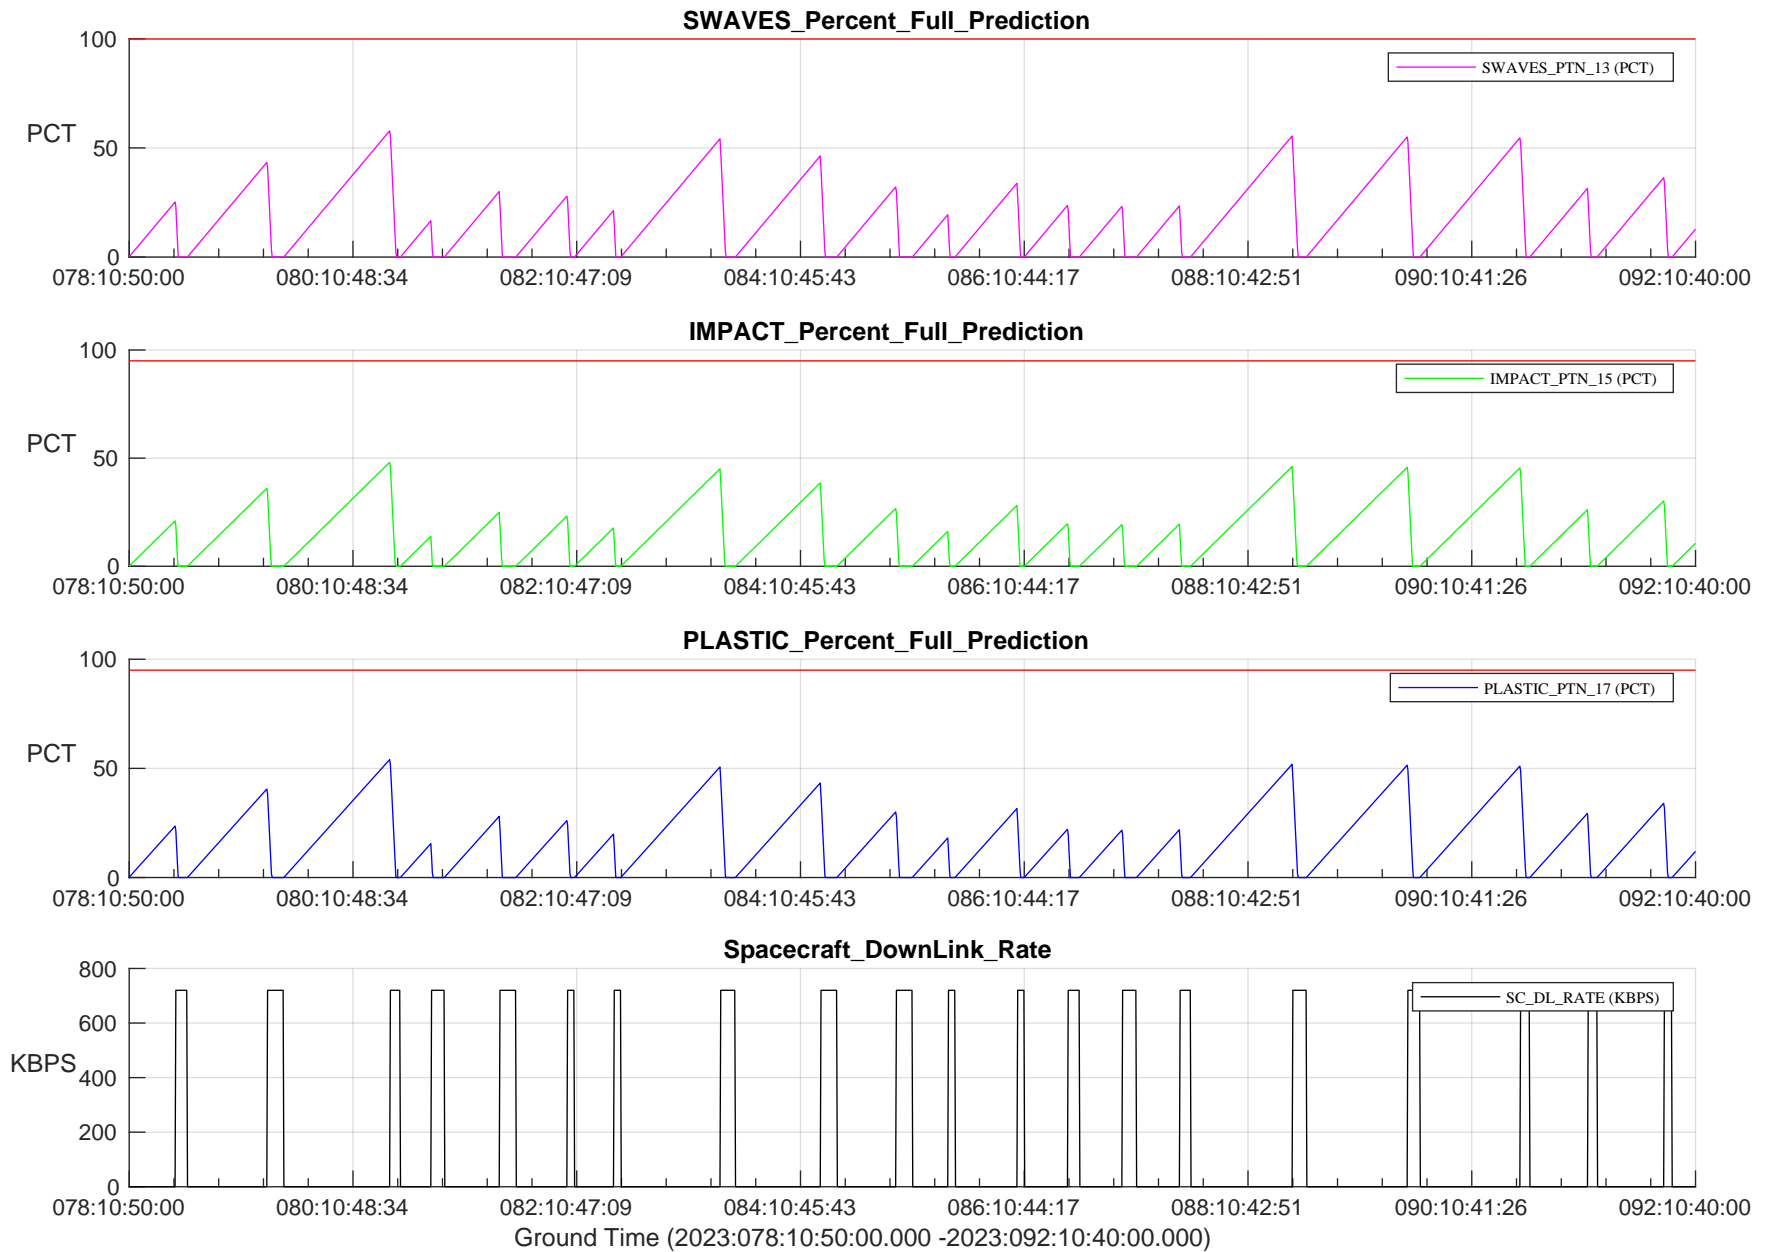 SWAVES_Percent_Full_Prediction
100
SWAVES_PTN_13 (PCT)
PCT
50
0
078:10:50:00 080:10:48:34 082:10:47:09 084:10:45:43 086:10:44:17 088:10:42:51 090:10:41:26 092:10:40:00
IMPACT_Percent_Full_Prediction
100
IMPACT_PTN_15 (PCT)
PCT
50
0
078:10:50:00 080:10:48:34 082:10:47:09 084:10:45:43 086:10:44:17 088:10:42:51 090:10:41:26 092:10:40:00
PLASTIC_Percent_Full_Prediction
100
PLASTIC_PTN_17 (PCT)
PCT
50
0
078:10:50:00 080:10:48:34 082:10:47:09 084:10:45:43 086:10:44:17 088:10:42:51 090:10:41:26 092:10:40:00
Spacecraft_DownLink_Rate
800
SC_DL_RATE (KBPS)
600
KBPS
400
200
0
078:10:50:00 080:10:48:34 082:10:47:09 084:10:45:43 086:10:44:17 088:10:42:51 090:10:41:26 092:10:40:00
Ground Time (2023:078:10:50:00.000 -2023:092:10:40:00.000)